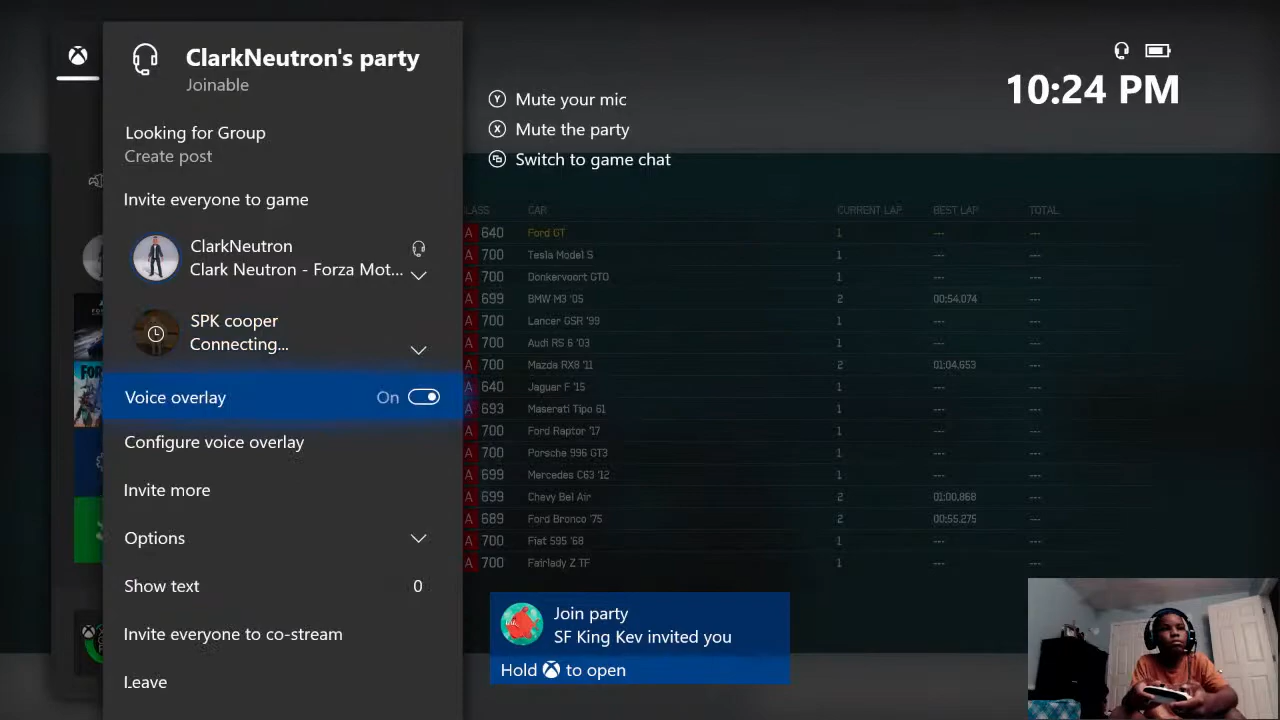 ClarkNeutron's party
Joinable
Looking for Group
Create post
Invite everyone to game
ClarkNeutron
Clark Neutron - Forza Mot...
SPK cooper
Connecting...
Voice overlay On
Configure voice overlay
Invite more
Options
Show text 0
Invite everyone to co-stream
Leave
Y Mute your mic
X Mute the party
Switch to game chat
10:24 PM
CAR CURRENT LAP BEST LAP TOTAL
A 640 Ford GT 1 --- ---
A 700 Tesla Model S 1 --- ---
A 700 Donkervoort GTO 1 --- ---
A 699 BMW M3 '05 2 00:54.074 ---
A 700 Lancer GSR '99 1 --- ---
A 700 Audi RS 6 '03 1 --- ---
A 700 Mazda RX8 '11 2 01:04.653 ---
A 640 Jaguar F '15 1 --- ---
A 693 Maserati Tipo 61 1 --- ---
A 700 Ford Raptor '17 1 --- ---
A 700 Porsche 996 GT3 1 --- ---
A 699 Mercedes C63 '12 1 --- ---
A 699 Chevy Bel Air 2 01:00.868 ---
A 689 Ford Bronco '75 2 00:55.275 ---
A 700 Fiat 595 '68 1 --- ---
A 700 Fairlady Z TF 1 --- ---
Join party
SF King Kev invited you
Hold to open